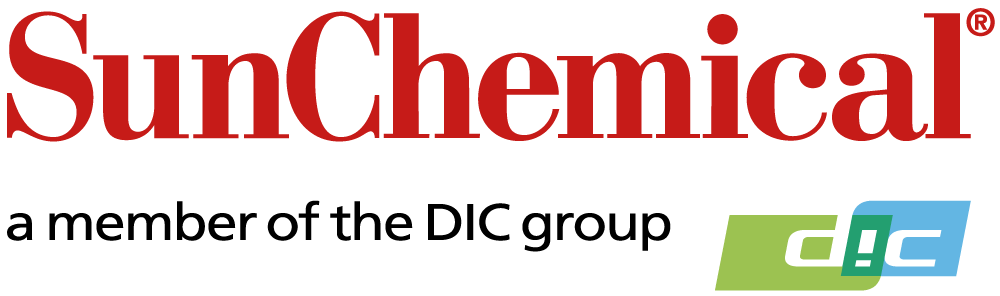 SunChemical®
a member of the DIC group
dic